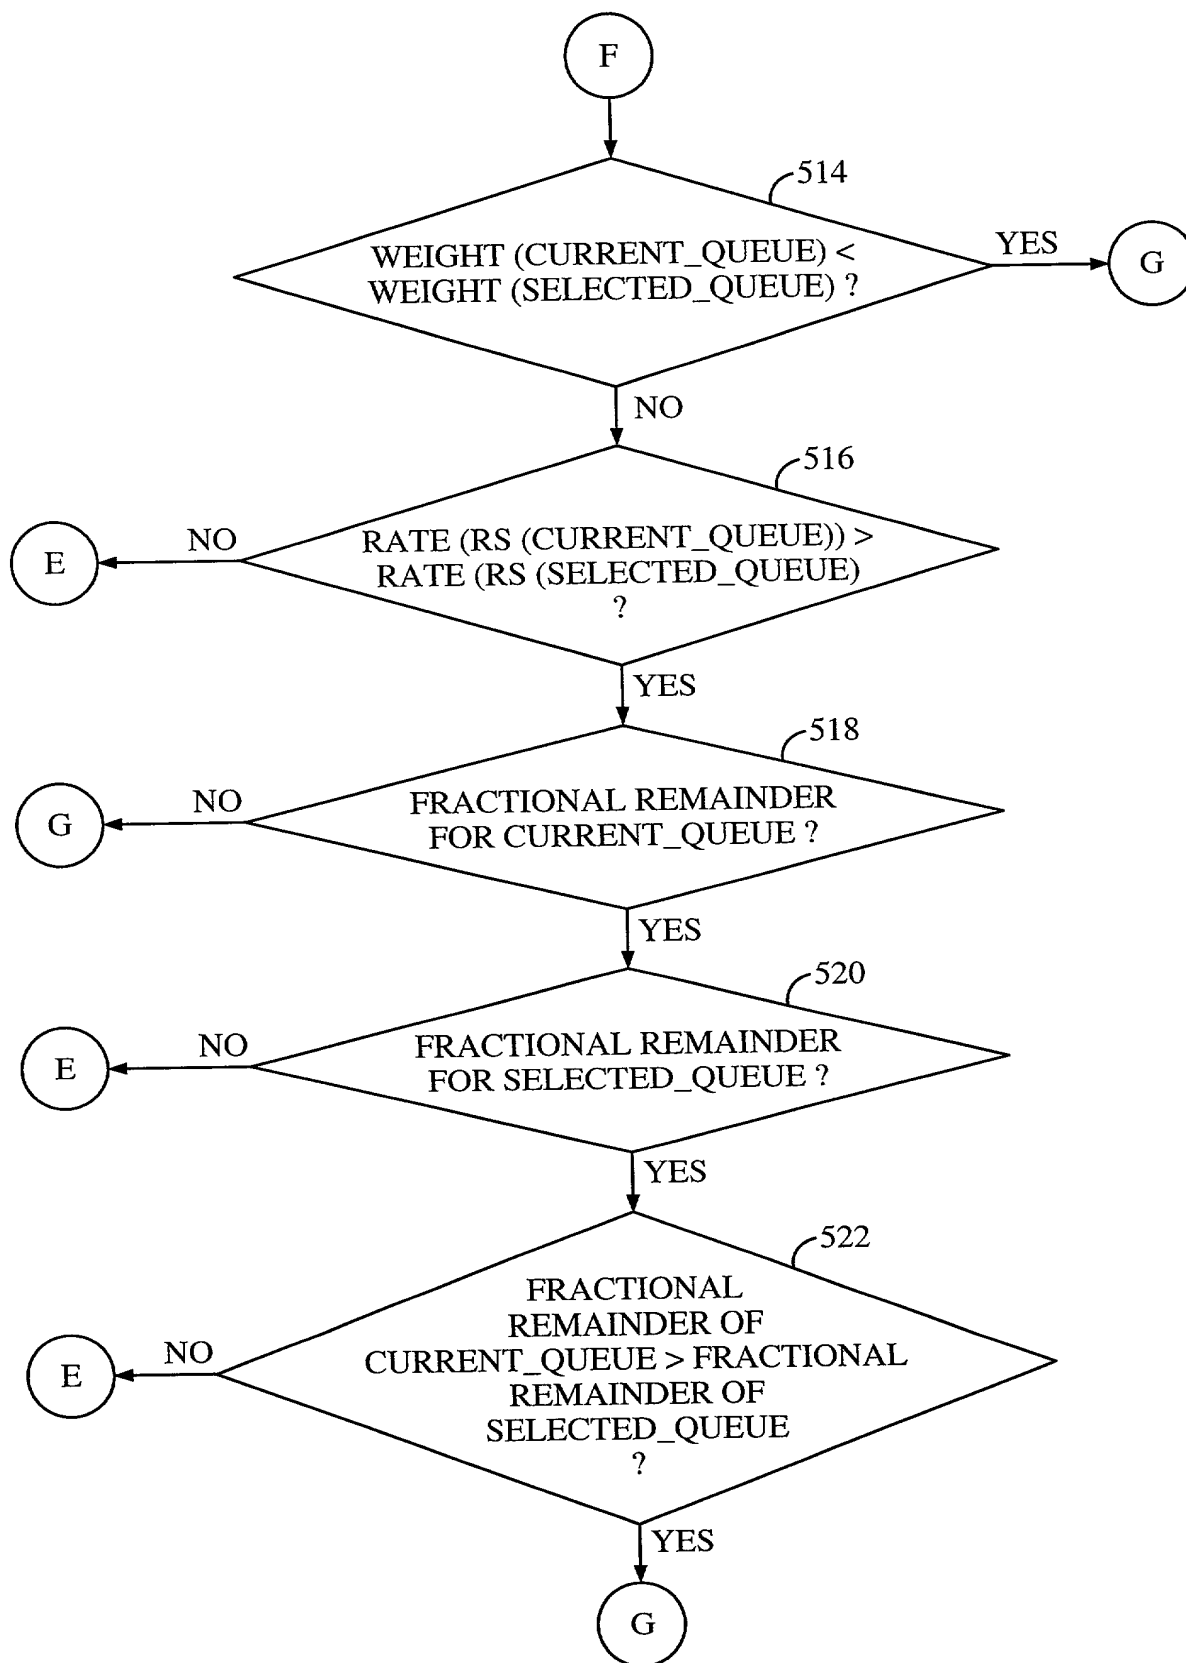 F
514
WEIGHT (CURRENT_QUEUE) <
WEIGHT (SELECTED_QUEUE) ?
YES
G
NO
516
RATE (RS (CURRENT_QUEUE)) >
RATE (RS (SELECTED_QUEUE)
?
NO
E
YES
518
FRACTIONAL REMAINDER
FOR CURRENT_QUEUE ?
NO
G
YES
520
FRACTIONAL REMAINDER
FOR SELECTED_QUEUE ?
NO
E
YES
522
FRACTIONAL
REMAINDER OF
CURRENT_QUEUE > FRACTIONAL
REMAINDER OF
SELECTED_QUEUE
?
NO
E
YES
G